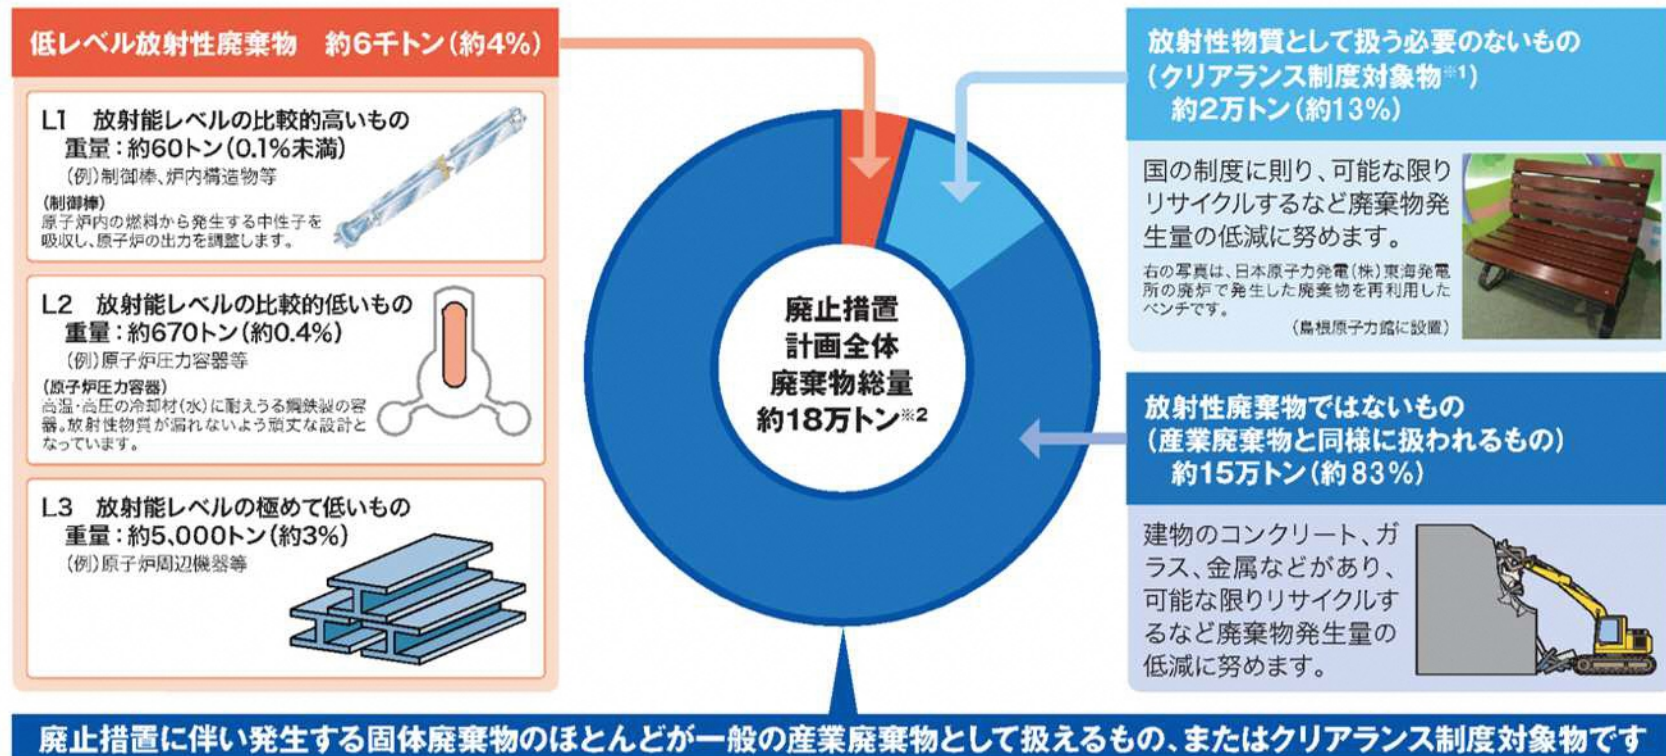 低レベル放射性廃棄物 約6千トン(約4%)
L1 放射能レベルの比較的高いもの
重量:約60トン(0.1%未満)
(例)制御棒、炉内構造物等
(制御棒)
原子炉内の燃料から発生する中性子を
吸収し、原子炉の出力を調整します。
L2 放射能レベルの比較的低いもの
重量:約670トン(約0.4%)
(例)原子炉圧力容器等
(原子炉圧力容器)
高温・高圧の冷却材(水)に耐えうる鋼鉄製の容
器。放射性物質が漏れないよう頑丈な設計と
なっています。
L3 放射能レベルの極めて低いもの
重量:約5,000トン(約3%)
(例)原子炉周辺機器等
廃止措置
計画全体
廃棄物総量
約18万トン※2
放射性物質として扱う必要のないもの
(クリアランス制度対象物※1)
約2万トン(約13%)
国の制度に則り、可能な限り
リサイクルするなど廃棄物発
生量の低減に努めます。
右の写真は、日本原子力発電(株)東海発電
所の廃炉で発生した廃棄物を再利用した
ベンチです。
(島根原子力館に設置)
放射性廃棄物ではないもの
(産業廃棄物と同様に扱われるもの)
約15万トン(約83%)
建物のコンクリート、ガ
ラス、金属などがあり、
可能な限りリサイクルす
るなど廃棄物発生量の
低減に努めます。
廃止措置に伴い発生する固体廃棄物のほとんどが一般の産業廃棄物として扱えるもの、またはクリアランス制度対象物です